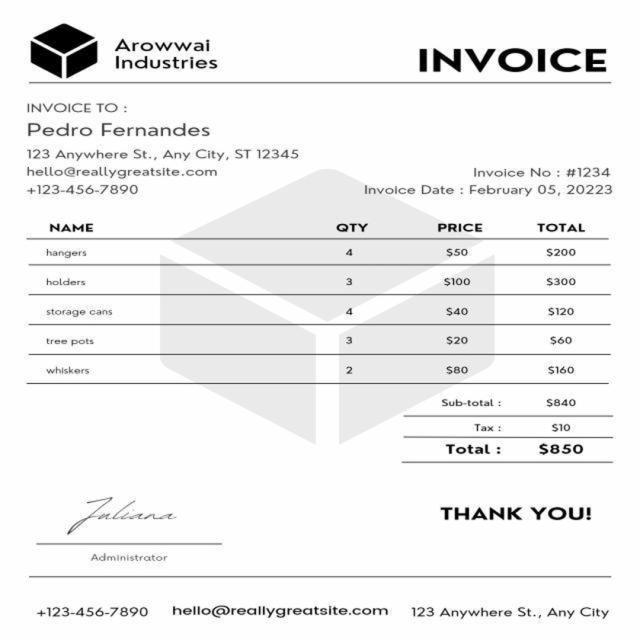 Arowwai
Industries
INVOICE
INVOICE TO :
Pedro Fernandes
123 Anywhere St., Any City, ST 12345
hello@reallygreatsite.com
+123-456-7890
Invoice No : #1234
Invoice Date : February 05, 20223
NAME QTY PRICE TOTAL
hangers 4 $50 $200
holders 3 $100 $300
storage cans 4 $40 $120
tree pots 3 $20 $60
whiskers 2 $80 $160
Sub-total : $840
Tax : $10
Total : $850
Juliana
THANK YOU!
Administrator
+123-456-7890 hello@reallygreatsite.com 123 Anywhere St., Any City